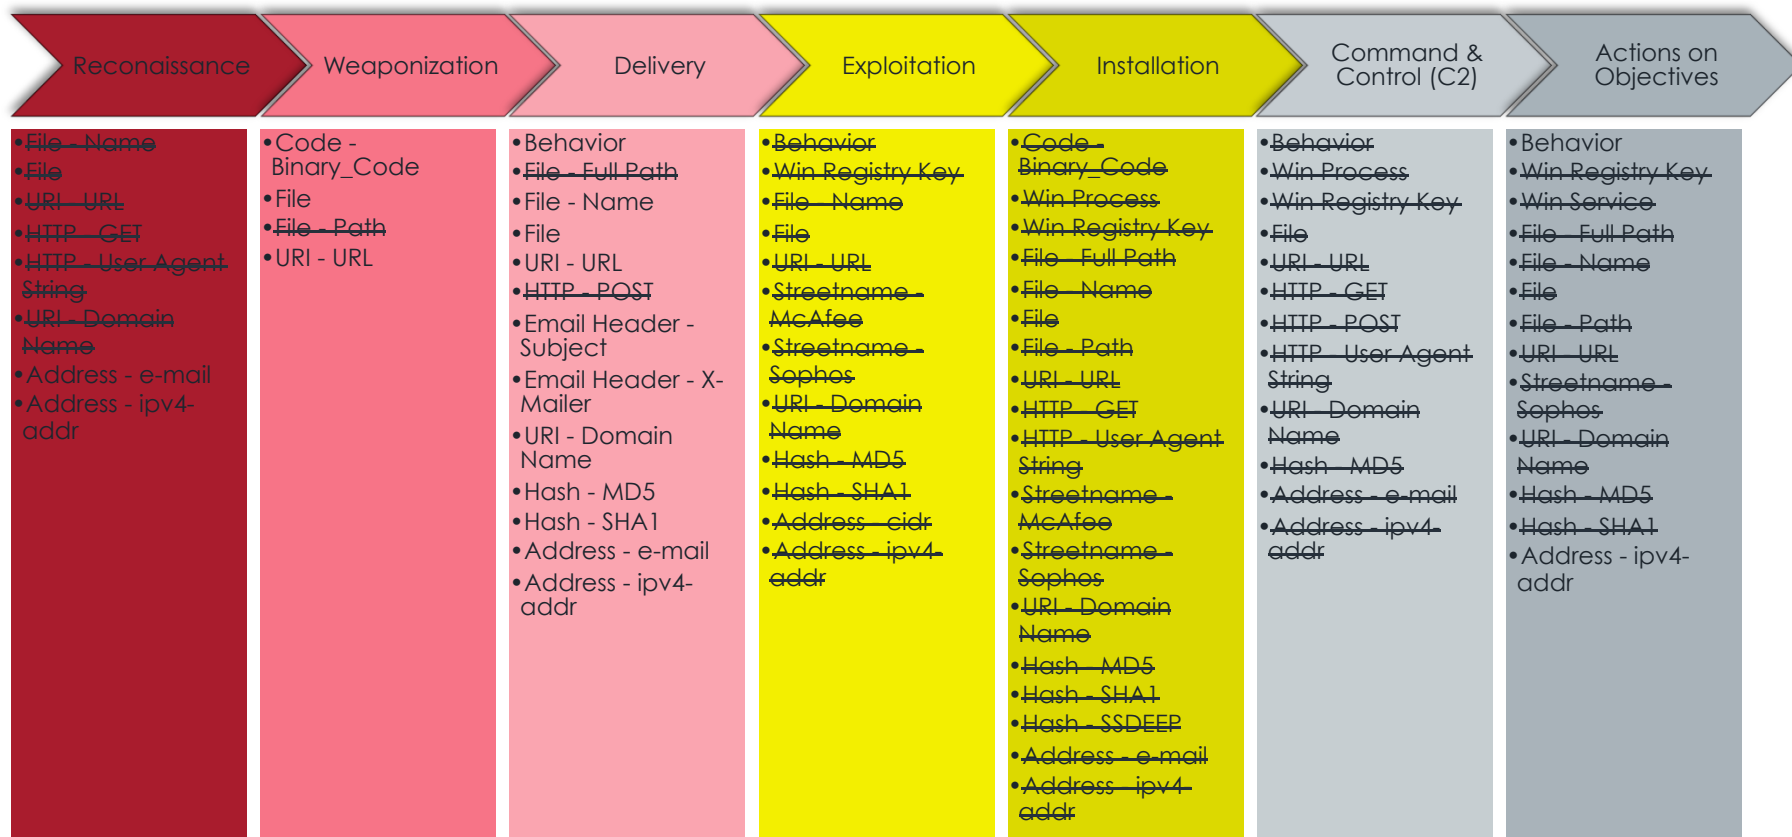 Reconaissance
Weaponization
Delivery
Exploitation
Installation
Command &
Control (C2)
Actions on
Objectives
•File - Name
•File
•URI - URL
•HTTP - GET
•HTTP - User Agent
String
•URI - Domain
Name
•Address - e-mail
•Address - ipv4-
addr
•Code -
Binary_Code
•File
•File - Path
•URI - URL
•Behavior
•File - Full Path
•File - Name
•File
•URI - URL
•HTTP - POST
•Email Header -
Subject
•Email Header - X-
Mailer
•URI - Domain
Name
•Hash - MD5
•Hash - SHA1
•Address - e-mail
•Address - ipv4-
addr
•Behavior
•Win Registry Key
•File - Name
•File
•URI - URL
•Streetname -
McAfee
•Streetname -
Sophos
•URI - Domain
Name
•Hash - MD5
•Hash - SHA1
•Address - cidr
•Address - ipv4-
addr
•Code -
Binary_Code
•Win Process
•Win Registry Key
•File - Full Path
•File - Name
•File
•File - Path
•URI - URL
•HTTP - GET
•HTTP - User Agent
String
•Streetname -
McAfee
•Streetname -
Sophos
•URI - Domain
Name
•Hash - MD5
•Hash - SHA1
•Hash - SSDEEP
•Address - e-mail
•Address - ipv4-
addr
•Behavior
•Win Process
•Win Registry Key
•File
•URI - URL
•HTTP - GET
•HTTP - POST
•HTTP - User Agent
String
•URI - Domain
Name
•Hash - MD5
•Address - e-mail
•Address - ipv4-
addr
•Behavior
•Win Registry Key
•Win Service
•File - Full Path
•File - Name
•File
•File - Path
•URI - URL
•Streetname -
Sophos
•URI - Domain
Name
•Hash - MD5
•Hash - SHA1
•Address - ipv4-
addr